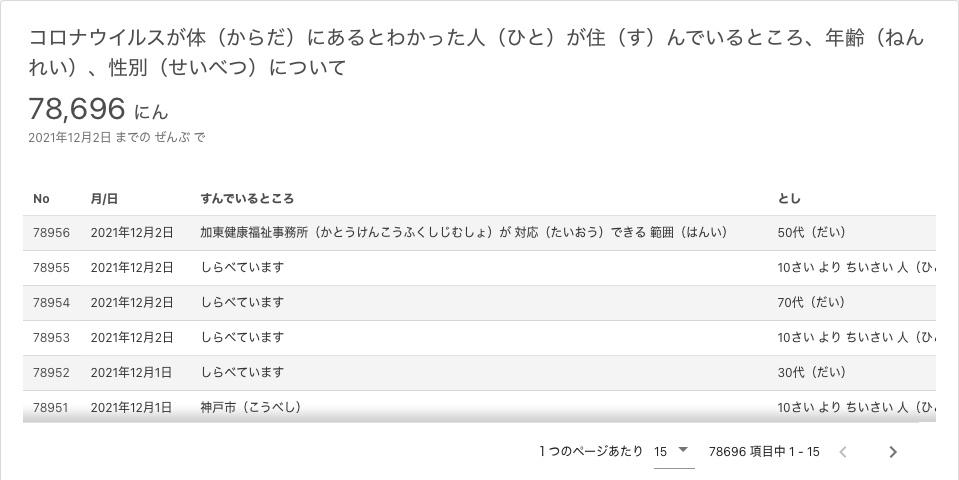 コロナウイルスが体（からだ）にあるとわかった人（ひと）が住（す）んでいるところ、年齢（ねん
れい）、性別（せいべつ）について
78,696 にん
2021年12月2日 までの ぜんぶ で
No 月/日 すんでいるところ とし
78956 2021年12月2日 加東健康福祉事務所（かとうけんこうふくしじむしょ）が 対応（たいおう）できる 範囲（はんい） 50代（だい）
78955 2021年12月2日 しらべています 10さい より ちいさい 人（ひ
78954 2021年12月2日 しらべています 70代（だい）
78953 2021年12月2日 しらべています 10さい より ちいさい 人（ひ
78952 2021年12月1日 しらべています 30代（だい）
78951 2021年12月1日 神戸市（こうべし） 10さい より ちいさい 人（ひ
1 つのページあたり 15 78696 項目中 1 - 15